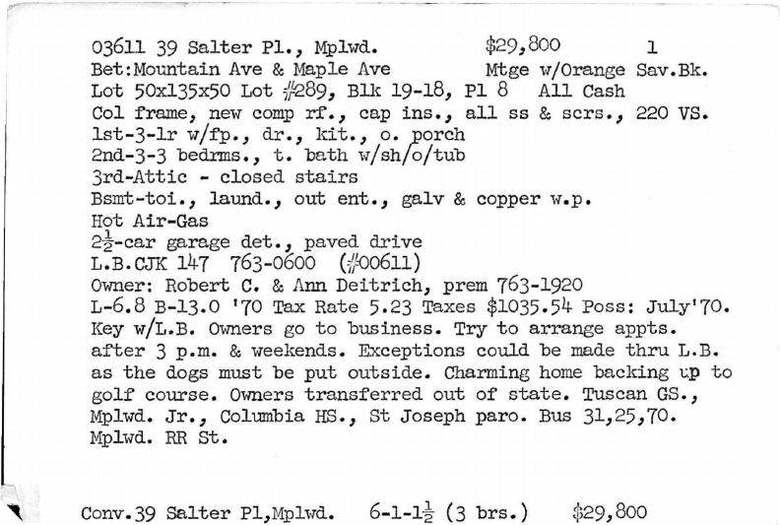 03611 39 Salter Pl., Mplwd. $29,800 1
Bet:Mountain Ave & Maple Ave Mtge w/Orange Sav.Bk.
Lot 50x135x50 Lot #289, Blk 19-18, Pl 8 All Cash
Col frame, new comp rf., cap ins., all ss & scrs., 220 VS.
1st-3-lr w/fp., dr., kit., o. porch
2nd-3-3 bedrms., t. bath w/sh/o/tub
3rd-Attic - closed stairs
Bsmt-toi., laund., out ent., galv & copper w.p.
Hot Air-Gas
2½-car garage det., paved drive
L.B.CJK 147 763-0600 (#00611)
Owner: Robert C. & Ann Deitrich, prem 763-1920
L-6.8 B-13.0 '70 Tax Rate 5.23 Taxes $1035.54 Poss: July'70.
Key w/L.B. Owners go to business. Try to arrange appts.
after 3 p.m. & weekends. Exceptions could be made thru L.B.
as the dogs must be put outside. Charming home backing up to
golf course. Owners transferred out of state. Tuscan GS.,
Mplwd. Jr., Columbia HS., St Joseph paro. Bus 31,25,70.
Mplwd. RR St.
Conv.39 Salter Pl,Mplwd. 6-1-1½ (3 brs.) $29,800